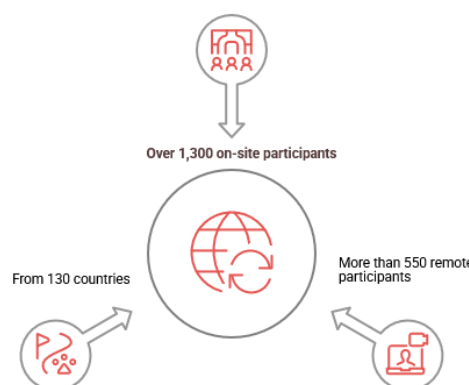 Over 1,300 on-site participants
From 130 countries
More than 550 remote
participants